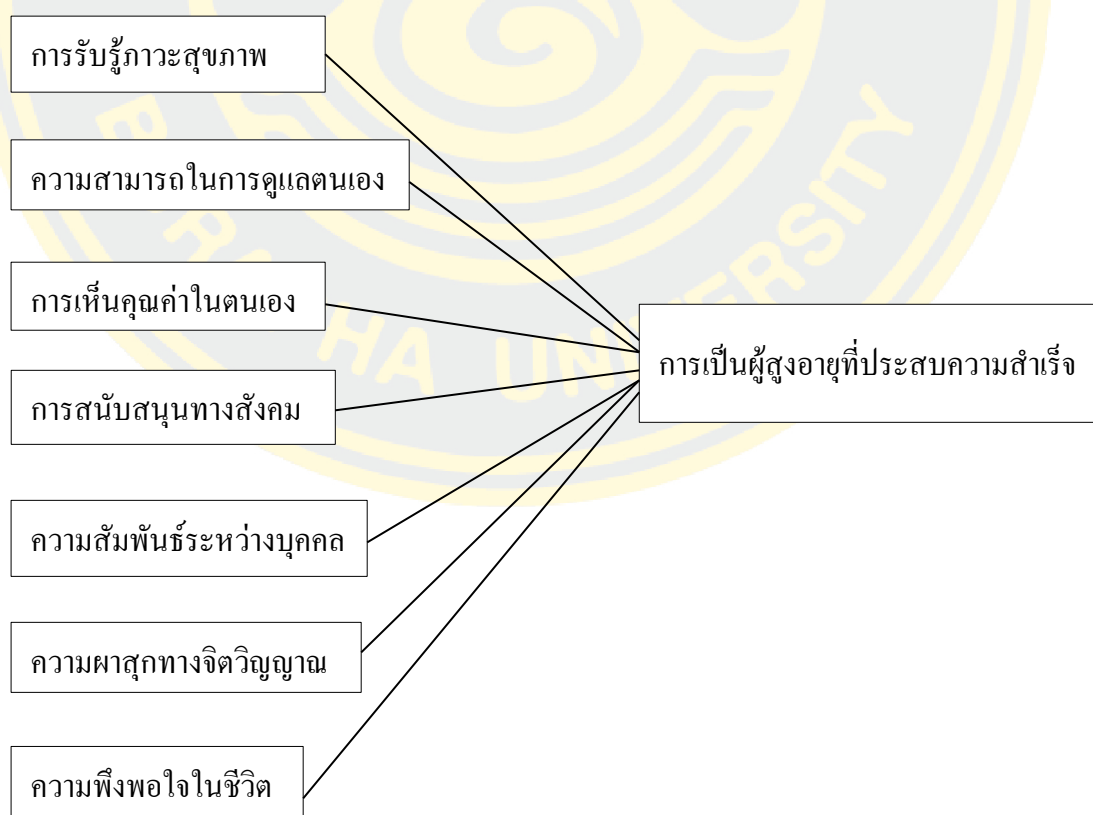 การรับรู้ภาวะสุขภาพ
ความสามารถในการดูแลตนเอง
การเห็นคุณค่าในตนเอง
การสนับสนุนทางสังคม
ความสัมพันธ์ระหว่างบุคคล
ความผาสุกทางจิตวิญญาณ
ความพึงพอใจในชีวิต
การเป็นผู้สูงอายุที่ประสบความสำเร็จ